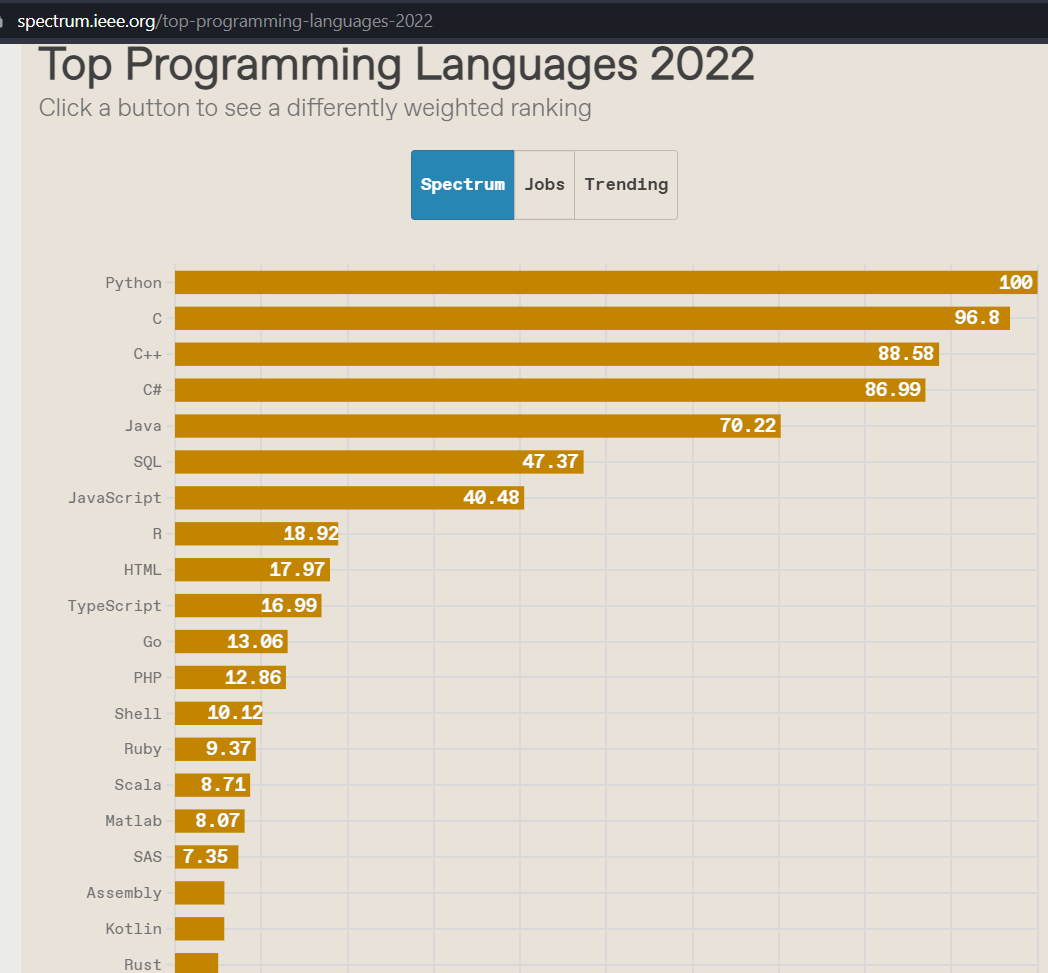 spectrum.ieee.org/top-programming-languages-2022
Top Programming Languages 2022
Click a button to see a differently weighted ranking
Spectrum Jobs Trending
Python 100
C 96.8
C++ 88.58
C# 86.99
Java 70.22
SQL 47.37
JavaScript 40.48
R 18.92
HTML 17.97
TypeScript 16.99
Go 13.06
PHP 12.86
Shell 10.12
Ruby 9.37
Scala 8.71
Matlab 8.07
SAS 7.35
Assembly
Kotlin
Rust